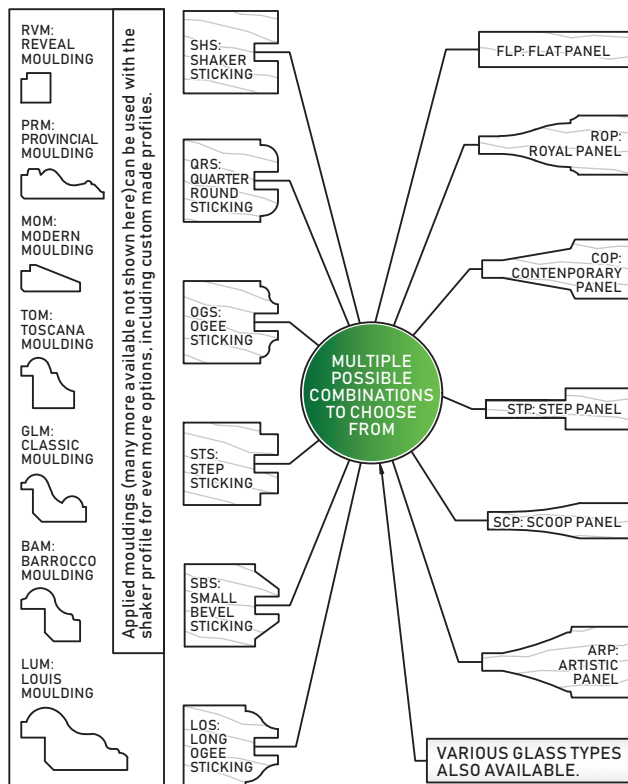 RVM:
REVEAL
MOULDING
PRM:
PROVINCIAL
MOULDING
MOM:
MODERN
MOULDING
TOM:
TOSCANA
MOULDING
GLM:
CLASSIC
MOULDING
BAM:
BARROCCO
MOULDING
LUM:
LOUIS
MOULDING
Applied mouldings (many more available not shown here)can be used with the
shaker profile for even more options, including custom made profiles.
SHS:
SHAKER
STICKING
QRS:
QUARTER
ROUND
STICKING
OGS:
OGEE
STICKING
STS:
STEP
STICKING
SBS:
SMALL
BEVEL
STICKING
LOS:
LONG
OGEE
STICKING
MULTIPLE
POSSIBLE
COMBINATIONS
TO CHOOSE
FROM
FLP: FLAT PANEL
ROP:
ROYAL PANEL
COP:
CONTENPORARY
PANEL
STP: STEP PANEL
SCP: SCOOP PANEL
ARP:
ARTISTIC
PANEL
VARIOUS GLASS TYPES
ALSO AVAILABLE.